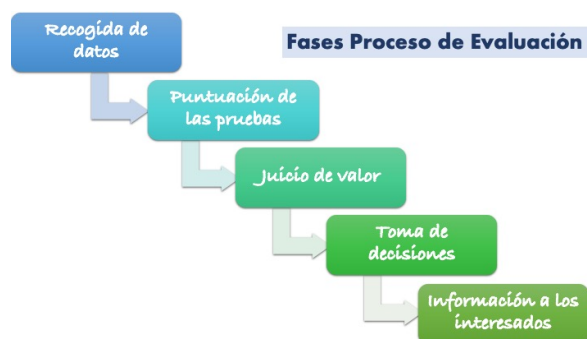 Recogida de
datos
Fases Proceso de Evaluación
Puntuación de
las pruebas
Juicio de valor
Toma de
decisiones
Información a los
interesados